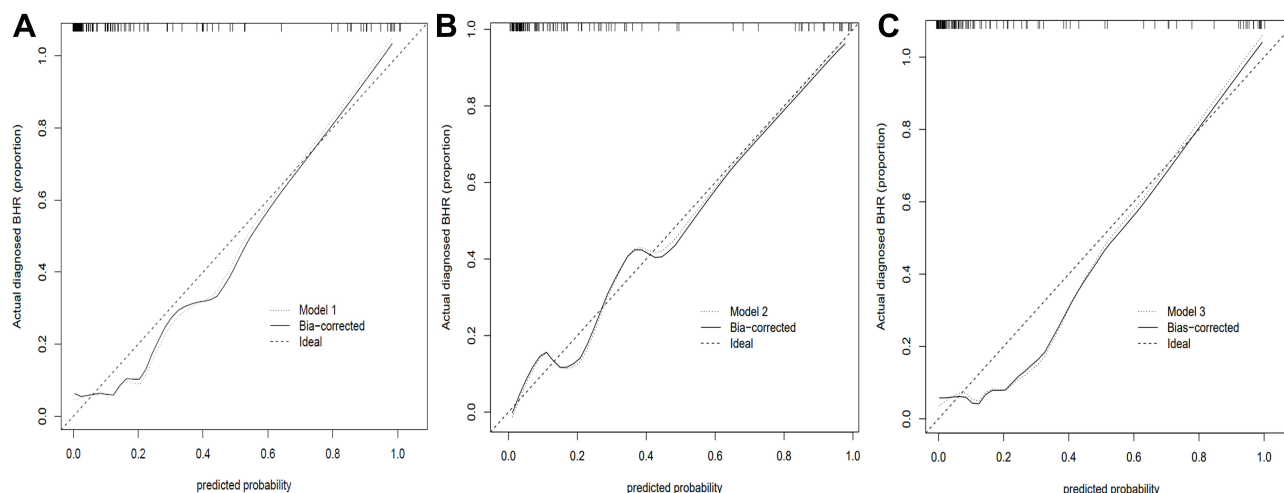 A
Actual diagnosed BHR (proportion)
1.0
0.8
0.6
0.4
0.2
0.0
Model 1
Bia-corrected
Ideal
0.0 0.2 0.4 0.6 0.8 1.0
predicted probability
B
Actual diagnosed BHR (proportion)
1.0
0.8
0.6
0.4
0.2
0.0
Model 2
Bia-corrected
Ideal
0.0 0.2 0.4 0.6 0.8 1.0
predicted probability
C
Actual diagnosed BHR (proportion)
1.0
0.8
0.6
0.4
0.2
0.0
Model 3
Bias-corrected
Ideal
0.0 0.2 0.4 0.6 0.8 1.0
predicted probability